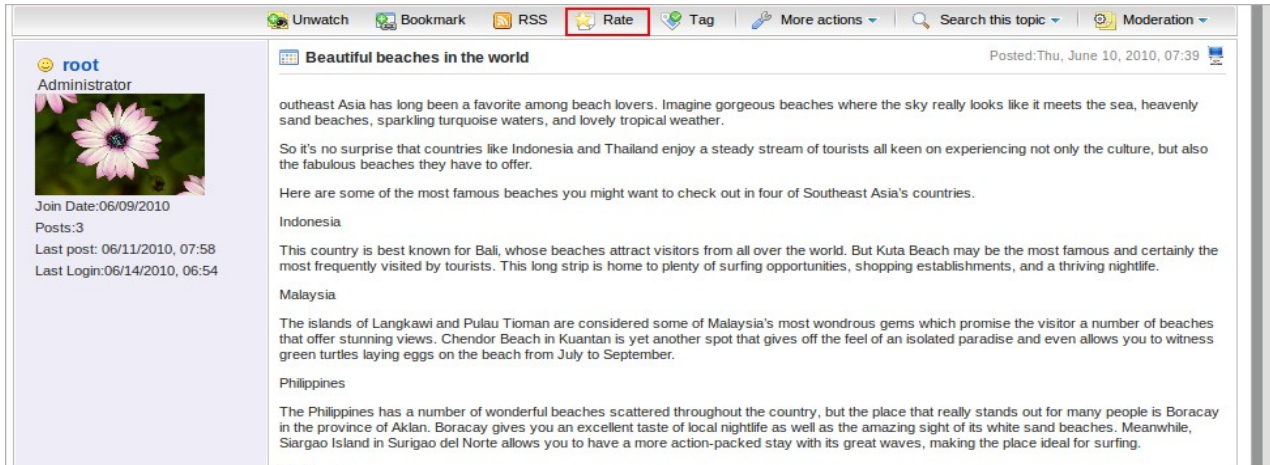 Unwatch Bookmark RSS Rate Tag More actions Search this topic Moderation
root
Administrator
Join Date:06/09/2010
Posts:3
Last post: 06/11/2010, 07:58
Last Login:06/14/2010, 06:54
Beautiful beaches in the world Posted:Thu, June 10, 2010, 07:39
outheast Asia has long been a favorite among beach lovers. Imagine gorgeous beaches where the sky really looks like it meets the sea, heavenly
sand beaches, sparkling turquoise waters, and lovely tropical weather.
So it's no surprise that countries like Indonesia and Thailand enjoy a steady stream of tourists all keen on experiencing not only the culture, but also
the fabulous beaches they have to offer.
Here are some of the most famous beaches you might want to check out in four of Southeast Asia's countries.
Indonesia
This country is best known for Bali, whose beaches attract visitors from all over the world. But Kuta Beach may be the most famous and certainly the
most frequently visited by tourists. This long strip is home to plenty of surfing opportunities, shopping establishments, and a thriving nightlife.
Malaysia
The islands of Langkawi and Pulau Tioman are considered some of Malaysia's most wondrous gems which promise the visitor a number of beaches
that offer stunning views. Chendor Beach in Kuantan is yet another spot that gives off the feel of an isolated paradise and even allows you to witness
green turtles laying eggs on the beach from July to September.
Philippines
The Philippines has a number of wonderful beaches scattered throughout the country, but the place that really stands out for many people is Boracay
in the province of Aklan. Boracay gives you an excellent taste of local nightlife as well as the amazing sight of its white sand beaches. Meanwhile,
Siargao Island in Surigao del Norte allows you to have a more action-packed stay with its great waves, making the place ideal for surfing.